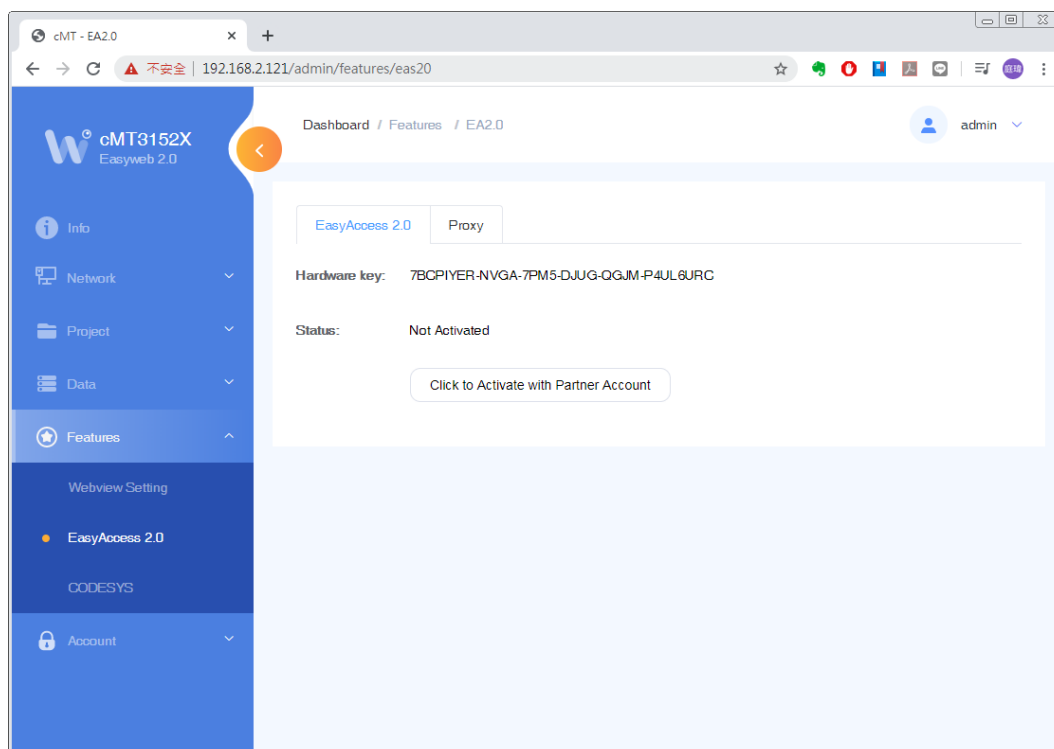 cMT - EA2.0
不安全 192.168.2.121/admin/features/eas20
cMT3152X
Easyweb 2.0
Dashboard / Features / EA2.0
admin
Info
Network
Project
Data
Features
Webview Setting
EasyAccess 2.0
CODESYS
Account
EasyAccess 2.0 Proxy
Hardware key: 7BCPIYER-NVGA-7PM5-DJUG-QGJM-P4UL6URC
Status: Not Activated
Click to Activate with Partner Account